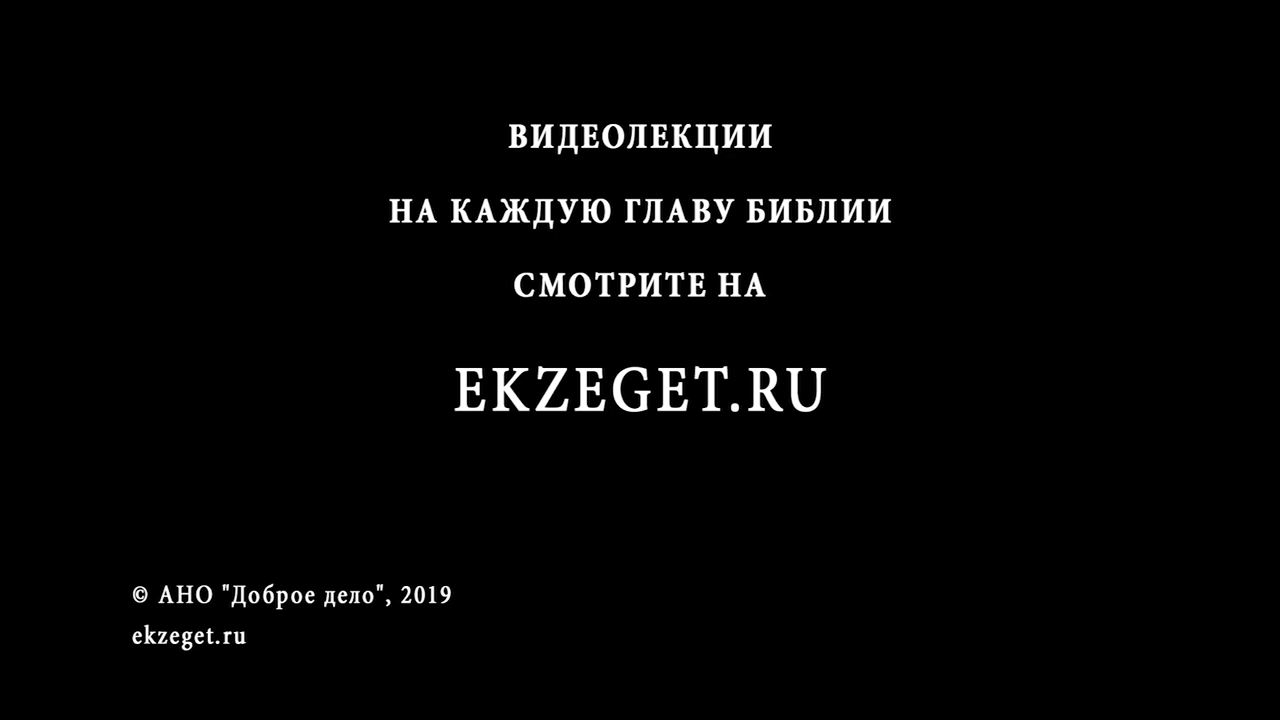 ВИДЕОЛЕКЦИИ
НА КАЖДУЮ ГЛАВУ БИБЛИИ
СМОТРИТЕ НА
EKZEGET.RU
© АНО "Доброе дело", 2019
ekzeget.ru